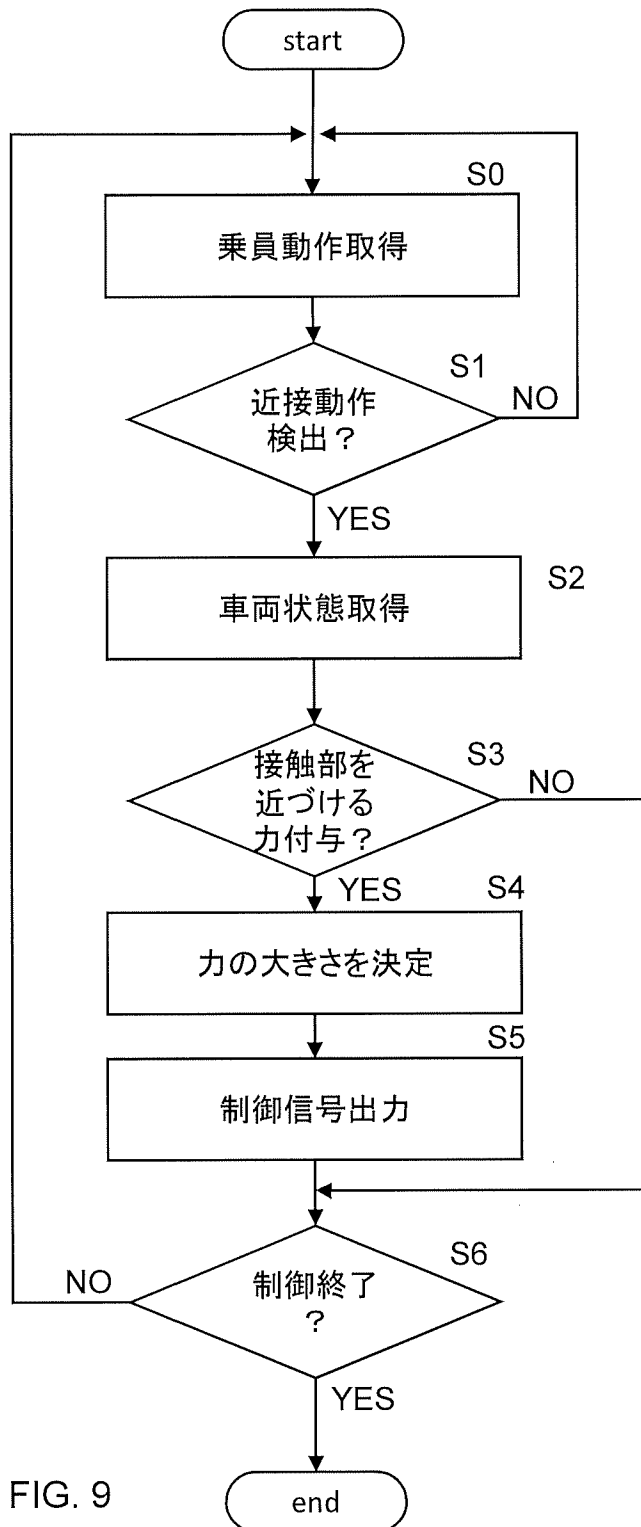 start
S0
乗員動作取得
S1
近接動作
検出？
NO
YES
S2
車両状態取得
S3
接触部を
近づける
力付与？
NO
YES
S4
力の大きさを決定
S5
制御信号出力
S6
制御終了
？
NO
YES
end
FIG. 9